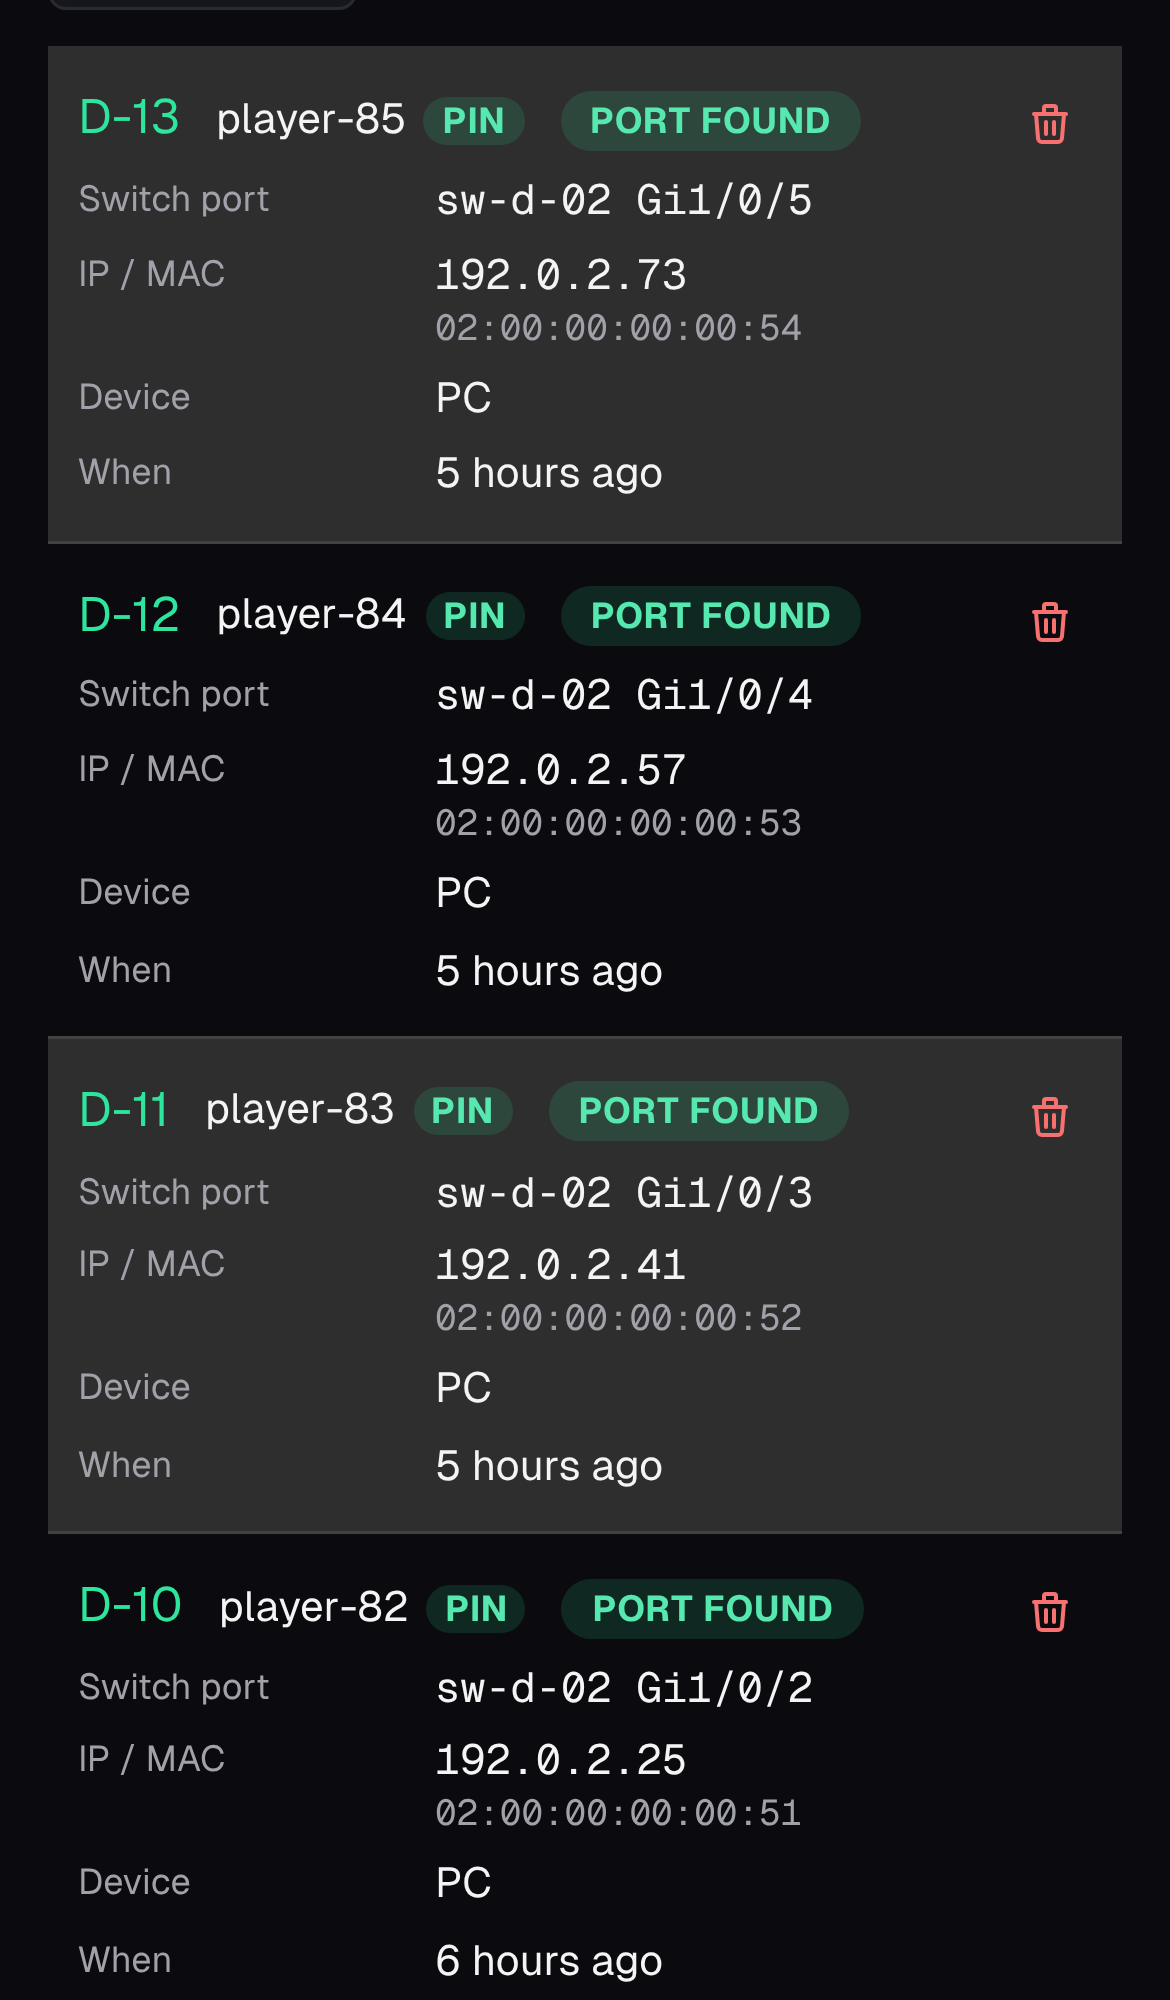 D-13 player-85 PIN PORT FOUND
Switch port sw-d-02 Gi1/0/5
IP / MAC 192.0.2.73
02:00:00:00:00:54
Device PC
When 5 hours ago
D-12 player-84 PIN PORT FOUND
Switch port sw-d-02 Gi1/0/4
IP / MAC 192.0.2.57
02:00:00:00:00:53
Device PC
When 5 hours ago
D-11 player-83 PIN PORT FOUND
Switch port sw-d-02 Gi1/0/3
IP / MAC 192.0.2.41
02:00:00:00:00:52
Device PC
When 5 hours ago
D-10 player-82 PIN PORT FOUND
Switch port sw-d-02 Gi1/0/2
IP / MAC 192.0.2.25
02:00:00:00:00:51
Device PC
When 6 hours ago